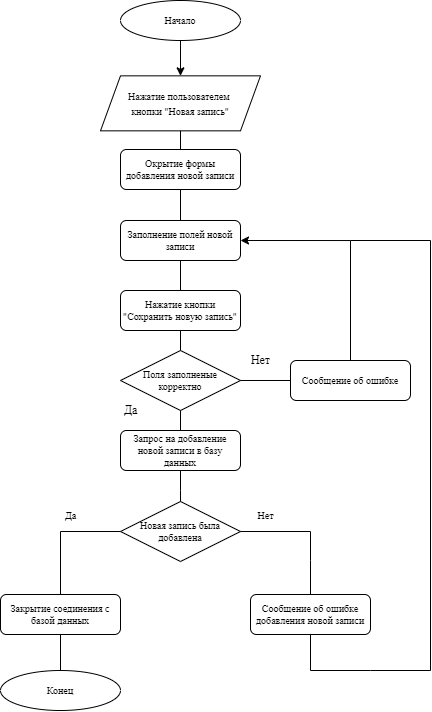 Начало
Нажатие пользователем
кнопки "Новая запись"
Окрытие формы
добавления новой записи
Заполнение полей новой
записи
Нажатие кнопки
"Сохранить новую запись"
Поля заполненые
корректно
Нет
Сообщение об ошибке
Да
Запрос на добавление
новой записи в базу
данных
Да
Новая запись была
добавлена
Нет
Закрытие соединения с
базой данных
Сообщение об ошибке
добавления новой записи
Конец